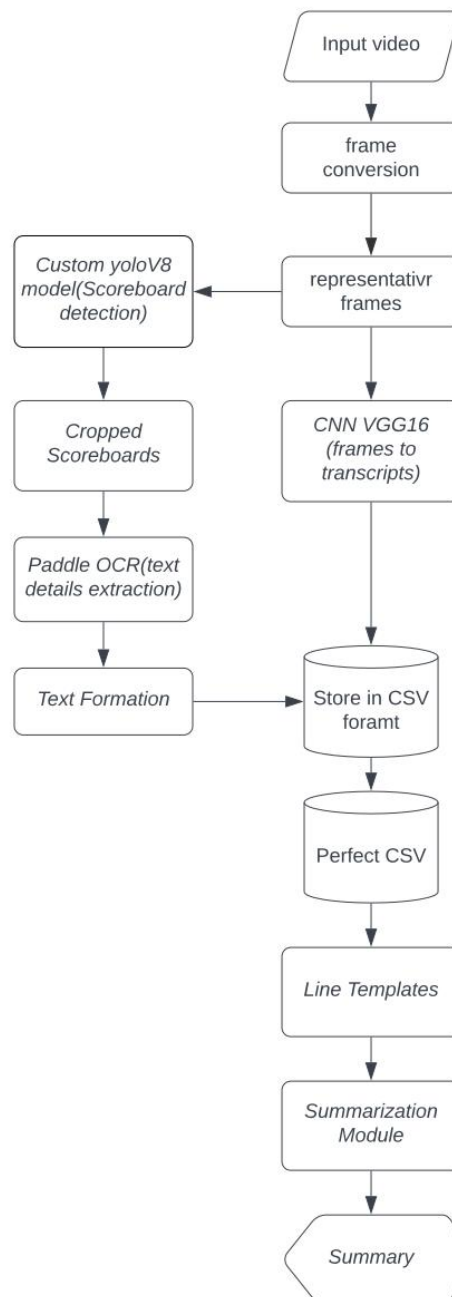 Input video
frame
conversion
representativr
frames
Custom yoloV8
model(Scoreboard
detection)
Cropped
Scoreboards
Paddle OCR(text
details extraction)
Text Formation
CNN VGG16
(frames to
transcripts)
Store in CSV
foramt
Perfect CSV
Line Templates
Summarization
Module
Summary